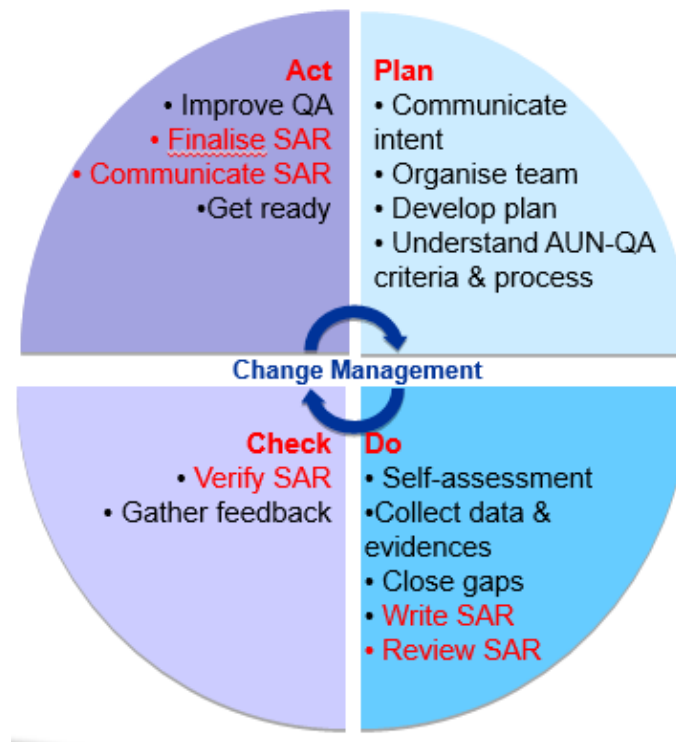 Act
• Improve QA
• Finalise SAR
• Communicate SAR
•Get ready
Plan
• Communicate
intent
• Organise team
• Develop plan
• Understand AUN-QA
criteria & process
Change Management
Check
• Verify SAR
• Gather feedback
Do
• Self-assessment
•Collect data &
evidences
• Close gaps
• Write SAR
• Review SAR